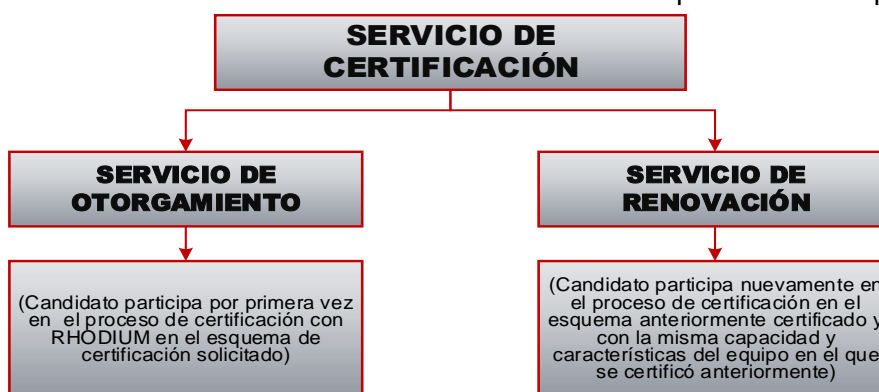 SERVICIO DE
CERTIFICACIÓN
SERVICIO DE
OTORGAMIENTO
(Candidato participa por primera vez
en el proceso de certificación con
RHODIUM en el esquema de
certificación solicitado)
SERVICIO DE
RENOVACIÓN
(Candidato participa nuevamente en
el proceso de certificación en el
esquema anteriormente certificado y
con la misma capacidad y
características del equipo en el que
se certificó anteriormente)